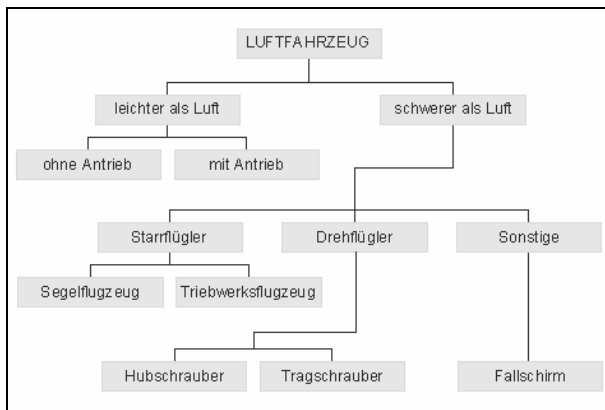 LUFTFAHRZEUG
leichter als Luft
schwerer als Luft
ohne Antrieb
mit Antrieb
Starrflügler
Drehflügler
Sonstige
Segelflugzeug
Triebwerksflugzeug
Hubschrauber
Tragschrauber
Fallschirm